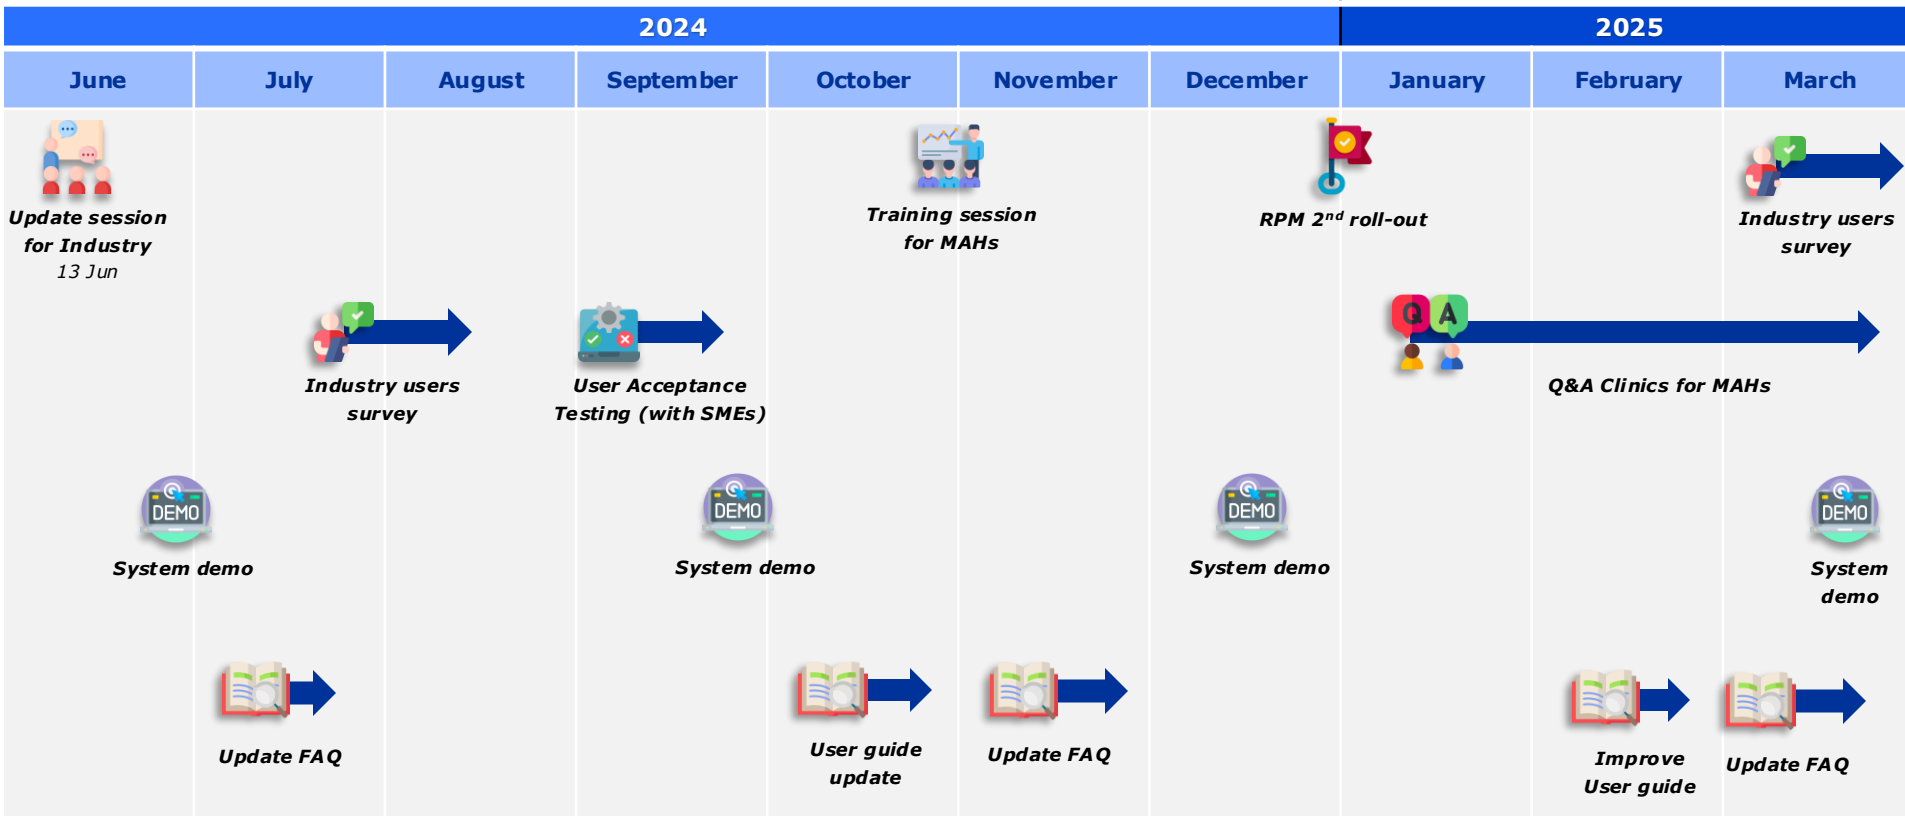 2024
2025
June
July
August
September
October
November
December
January
February
March
Update session
for Industry
13 Jun
Training session
for MAHs
RPM 2nd roll-out
Industry users
survey
Industry users
survey
User Acceptance
Testing (with SMEs)
Q A
Q&A Clinics for MAHs
DEMO
System demo
DEMO
System demo
DEMO
System demo
DEMO
System
demo
Update FAQ
User guide
update
Update FAQ
Improve
User guide
Update FAQ